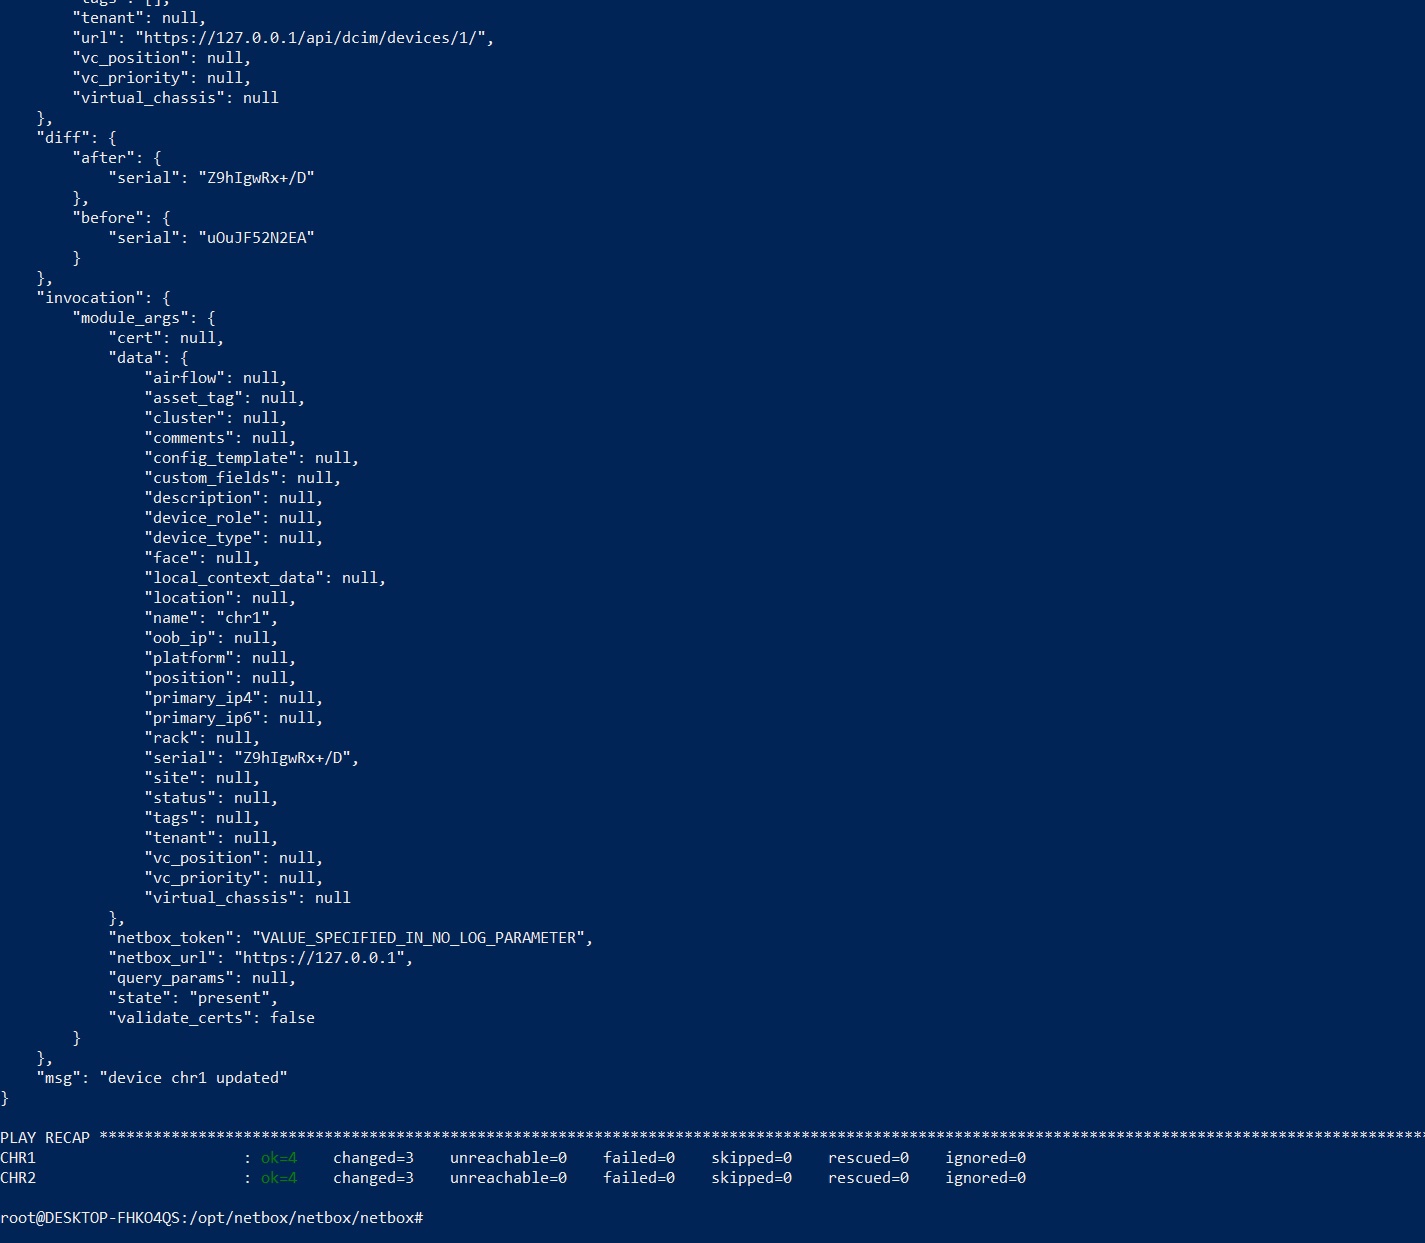 "tags": [],
"tenant": null,
"url": "https://127.0.0.1/api/dcim/devices/1/",
"vc_position": null,
"vc_priority": null,
"virtual_chassis": null
},
"diff": {
"after": {
"serial": "Z9hIgwRx+/D"
},
"before": {
"serial": "uOuJF52N2EA"
}
},
"invocation": {
"module_args": {
"cert": null,
"data": {
"airflow": null,
"asset_tag": null,
"cluster": null,
"comments": null,
"config_template": null,
"custom_fields": null,
"description": null,
"device_role": null,
"device_type": null,
"face": null,
"local_context_data": null,
"location": null,
"name": "chr1",
"oob_ip": null,
"platform": null,
"position": null,
"primary_ip4": null,
"primary_ip6": null,
"rack": null,
"serial": "Z9hIgwRx+/D",
"site": null,
"status": null,
"tags": null,
"tenant": null,
"vc_position": null,
"vc_priority": null,
"virtual_chassis": null
},
"netbox_token": "VALUE_SPECIFIED_IN_NO_LOG_PARAMETER",
"netbox_url": "https://127.0.0.1",
"query_params": null,
"state": "present",
"validate_certs": false
}
},
"msg": "device chr1 updated"
}
PLAY RECAP ****************************************************************************************************************************************************
CHR1 : ok=4 changed=3 unreachable=0 failed=0 skipped=0 rescued=0 ignored=0
CHR2 : ok=4 changed=3 unreachable=0 failed=0 skipped=0 rescued=0 ignored=0
root@DESKTOP-FHKO4QS:/opt/netbox/netbox/netbox#